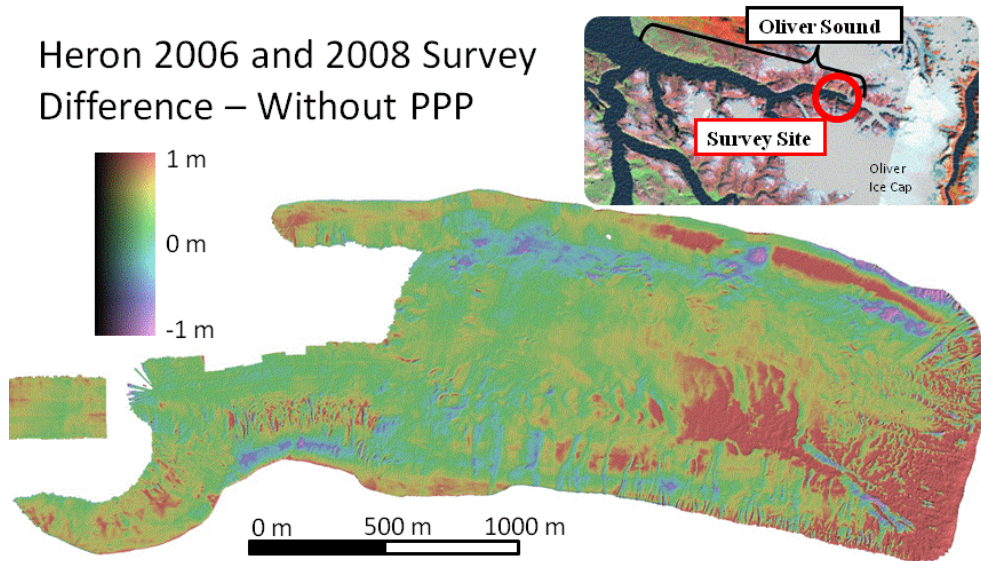 Heron 2006 and 2008 Survey
Difference – Without PPP
Oliver Sound
Survey Site
Oliver
Ice Cap
1 m
0 m
-1 m
0 m 500 m 1000 m